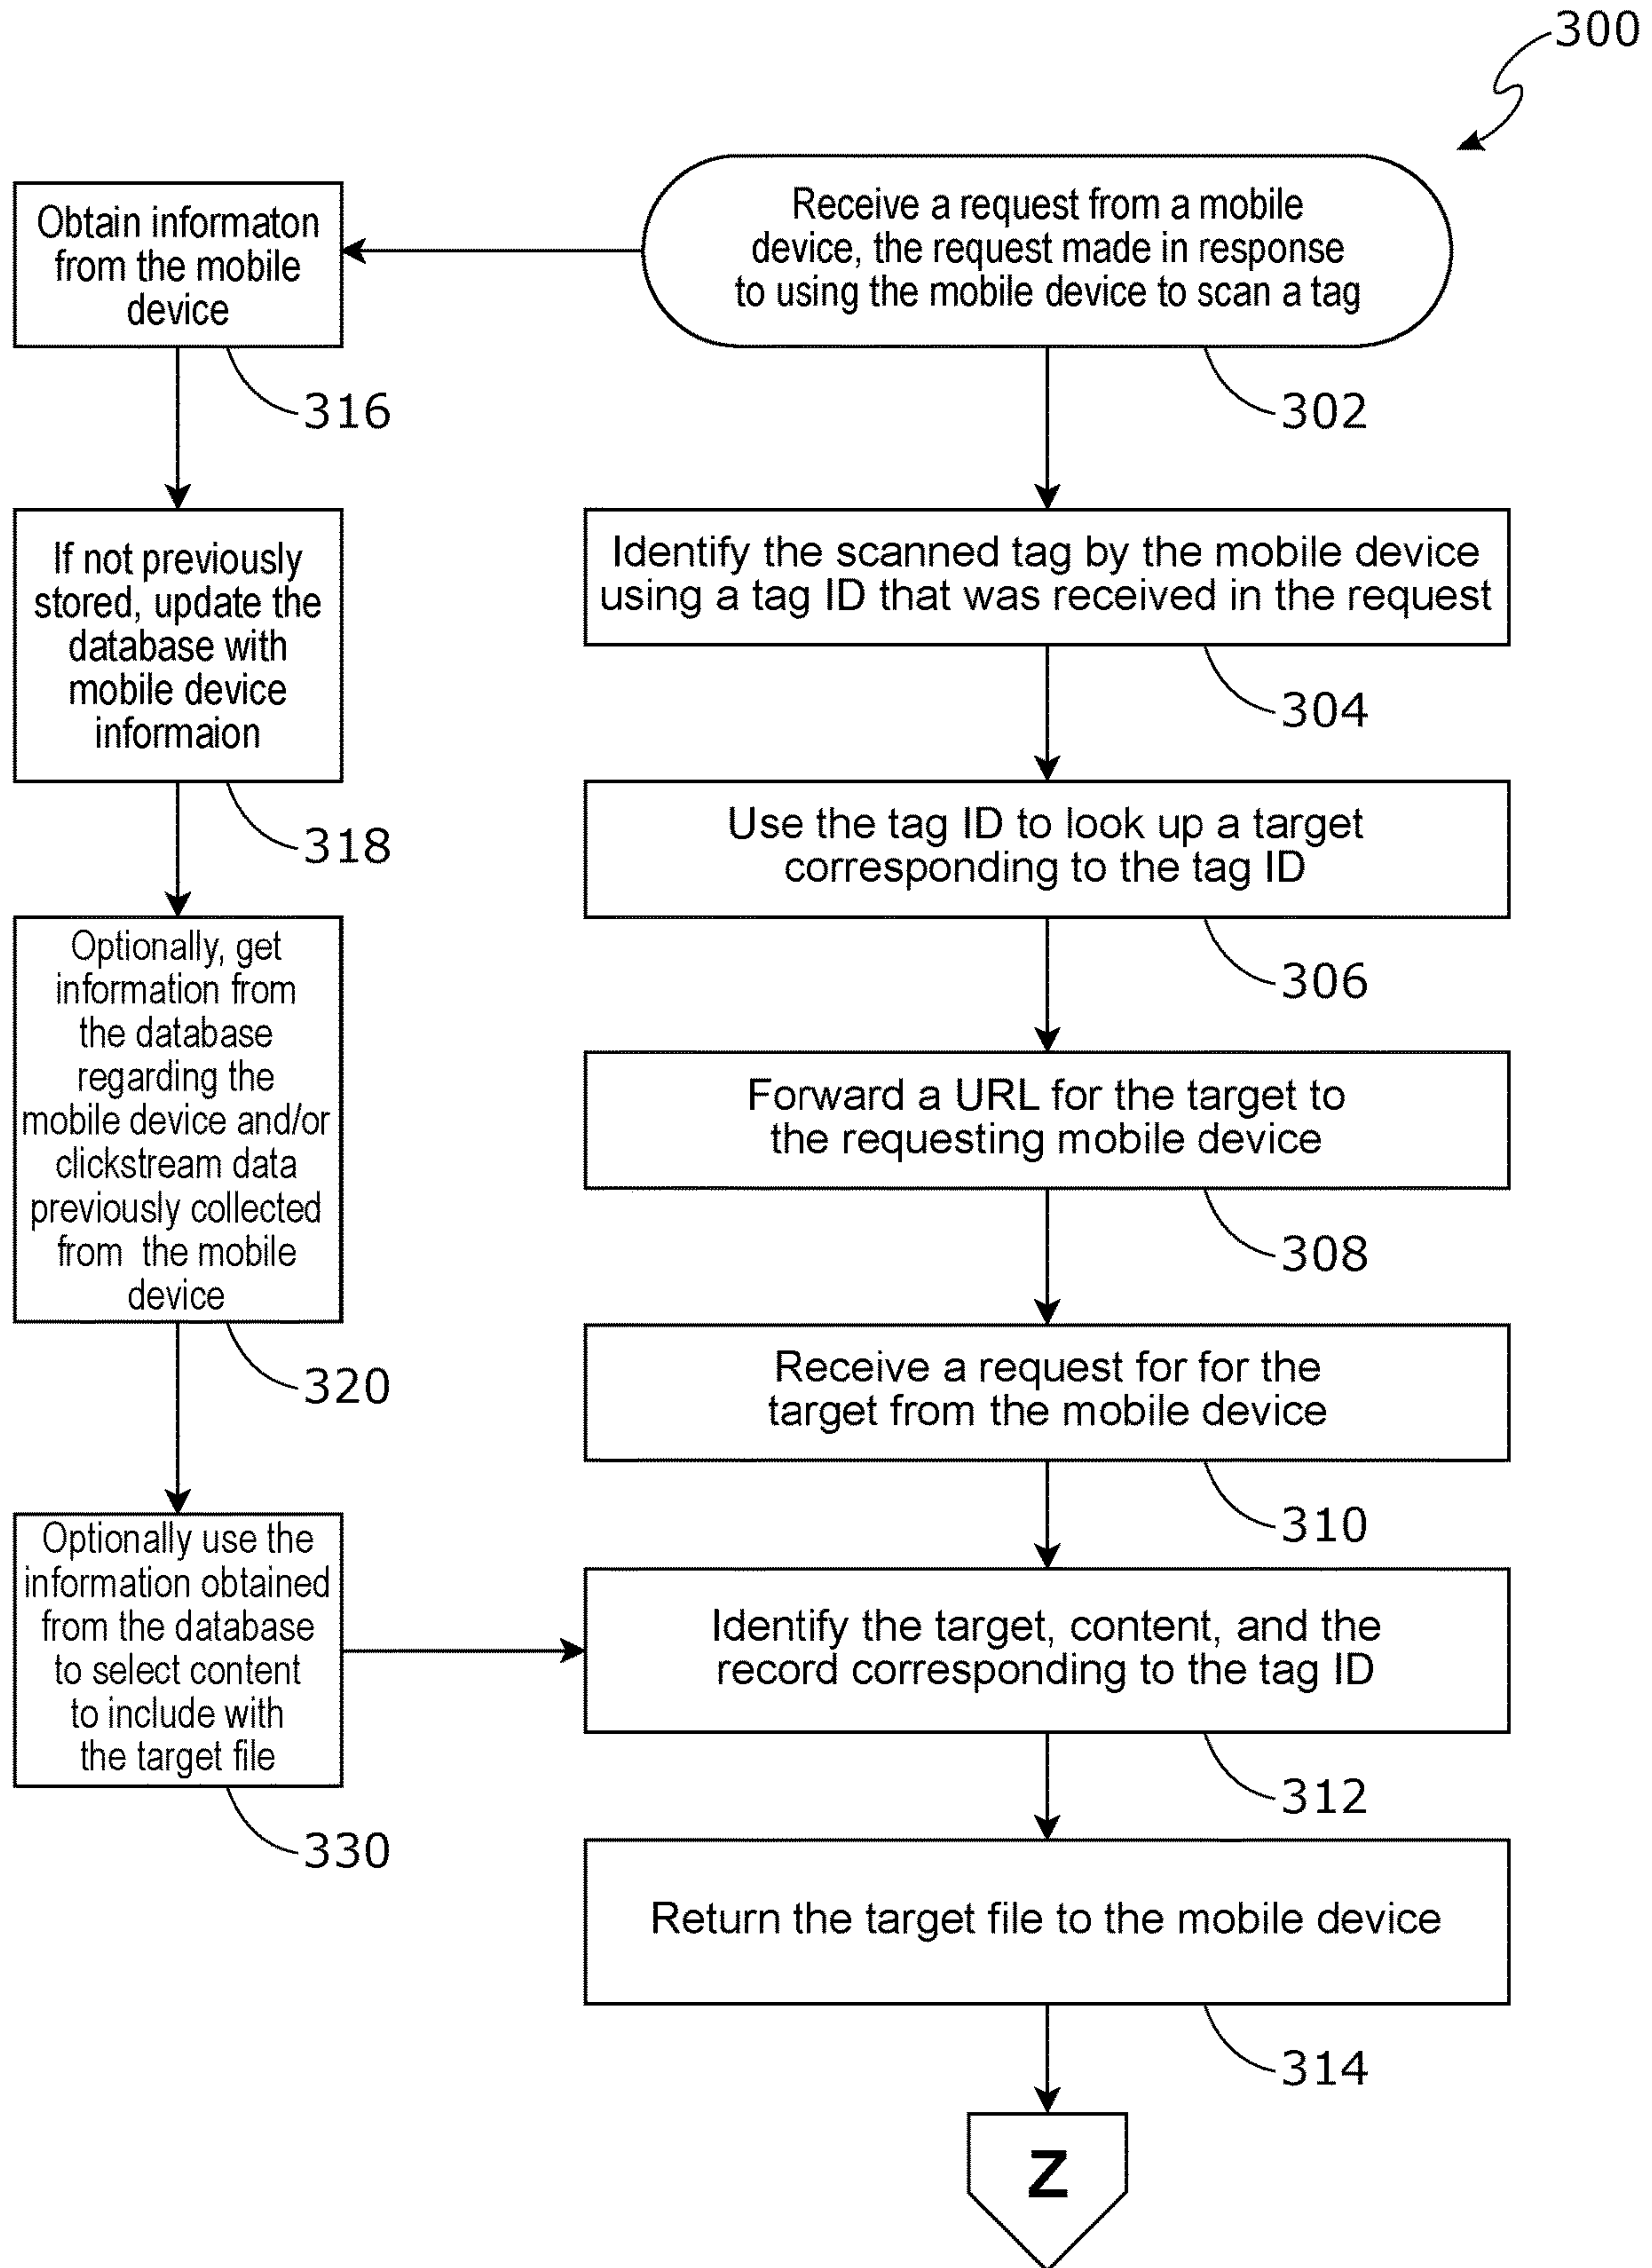 300
Receive a request from a mobile
device, the request made in response
to using the mobile device to scan a tag
302
Obtain informaton
from the mobile
device
316
Identify the scanned tag by the mobile device
using a tag ID that was received in the request
304
If not previously
stored, update the
database with
mobile device
informaion
318
Use the tag ID to look up a target
corresponding to the tag ID
306
Optionally, get
information from
the database
regarding the
mobile device and/or
clickstream data
previously collected
from the mobile
device
320
Forward a URL for the target to
the requesting mobile device
308
Receive a request for for the
target from the mobile device
310
Optionally use the
information obtained
from the database
to select content
to include with
the target file
330
Identify the target, content, and the
record corresponding to the tag ID
312
Return the target file to the mobile device
314
Z